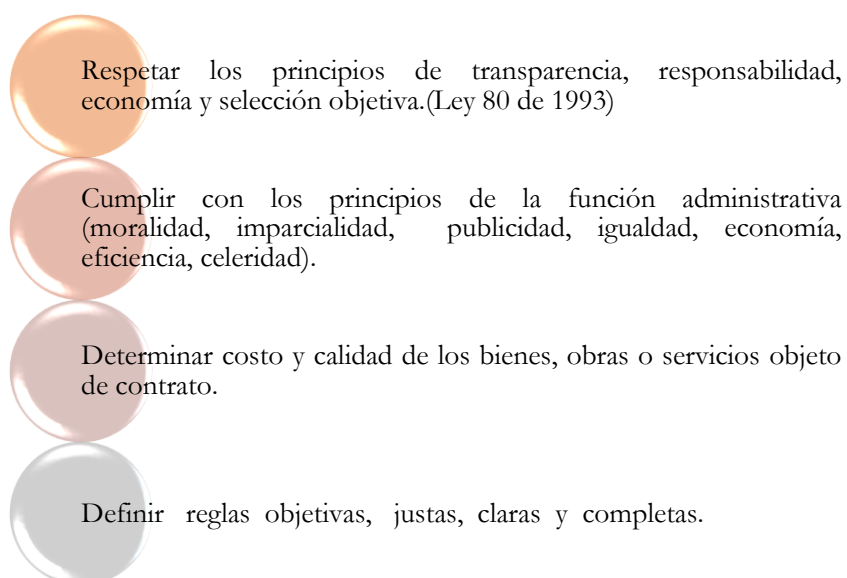 Respetar los principios de transparencia, responsabilidad,
economía y selección objetiva.(Ley 80 de 1993)
Cumplir con los principios de la función administrativa
(moralidad, imparcialidad, publicidad, igualdad, economía,
eficiencia, celeridad).
Determinar costo y calidad de los bienes, obras o servicios objeto
de contrato.
Definir reglas objetivas, justas, claras y completas.